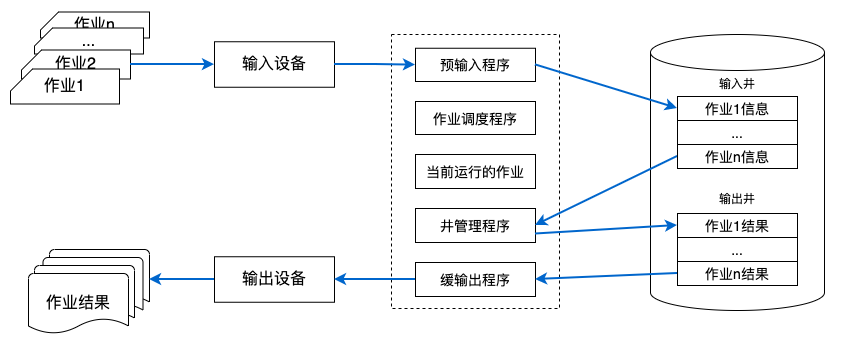 作业n
...
作业2
作业1
输入设备
预输入程序
作业调度程序
当前运行的作业
井管理程序
缓输出程序
输入井
作业1信息
...
作业n信息
输出井
作业1结果
...
作业n结果
输出设备
作业结果